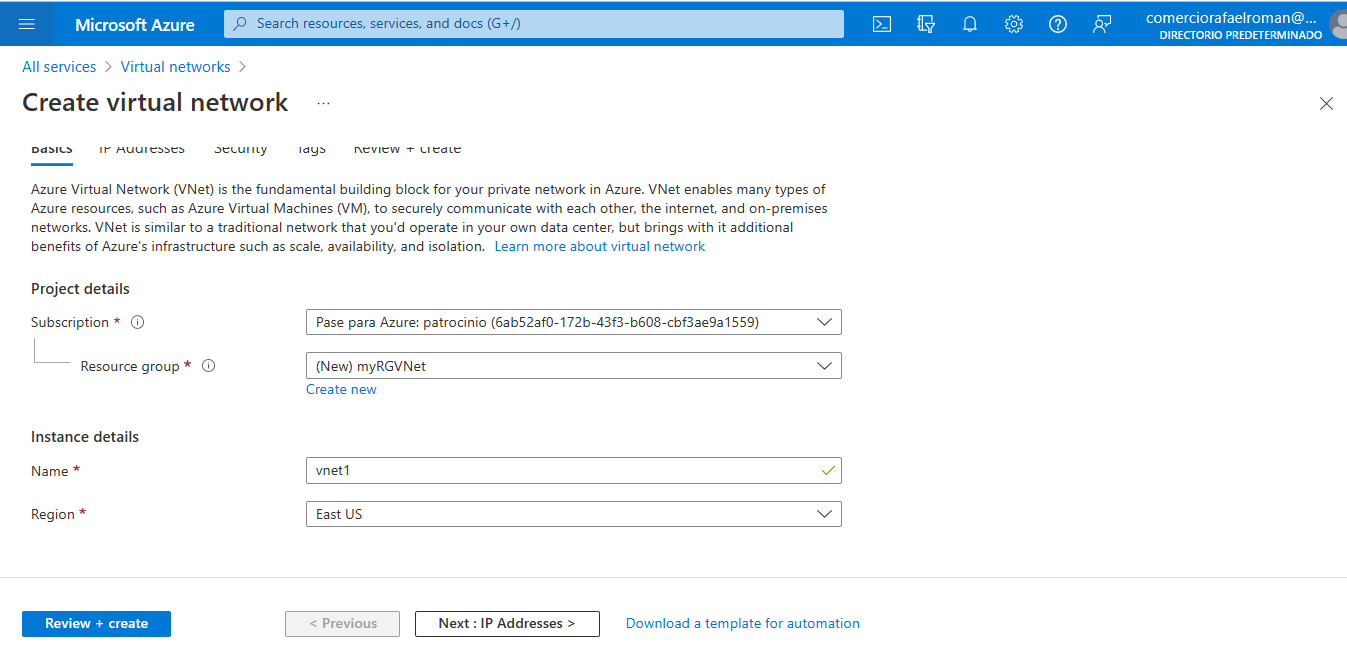 Microsoft Azure
Search resources, services, and docs (G+/)
comerciorafaelroman@...
DIRECTORIO PREDETERMINADO
All services > Virtual networks >
Create virtual network ...
Basics IP Addresses Security Tags Review + create
Azure Virtual Network (VNet) is the fundamental building block for your private network in Azure. VNet enables many types of
Azure resources, such as Azure Virtual Machines (VM), to securely communicate with each other, the internet, and on-premises
networks. VNet is similar to a traditional network that you'd operate in your own data center, but brings with it additional
benefits of Azure's infrastructure such as scale, availability, and isolation. Learn more about virtual network
Project details
Subscription * Pase para Azure: patrocinio (6ab52af0-172b-43f3-b608-cbf3ae9a1559)
Resource group * (New) myRGVNet
Create new
Instance details
Name * vnet1
Region * East US
Review + create < Previous Next : IP Addresses > Download a template for automation